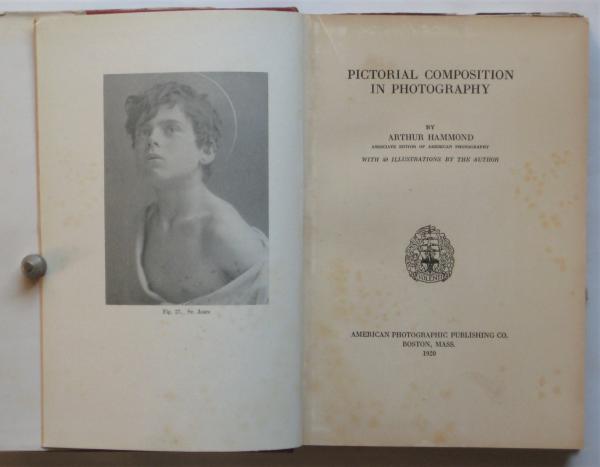 Fig. 27. St. John
PICTORIAL COMPOSITION
IN PHOTOGRAPHY
BY
ARTHUR HAMMOND
ASSOCIATE EDITOR OF AMERICAN PHOTOGRAPHY
WITH 49 ILLUSTRATIONS BY THE AUTHOR
AMERICAN PHOTOGRAPHIC PUBLISHING CO.
BOSTON, MASS.
1920